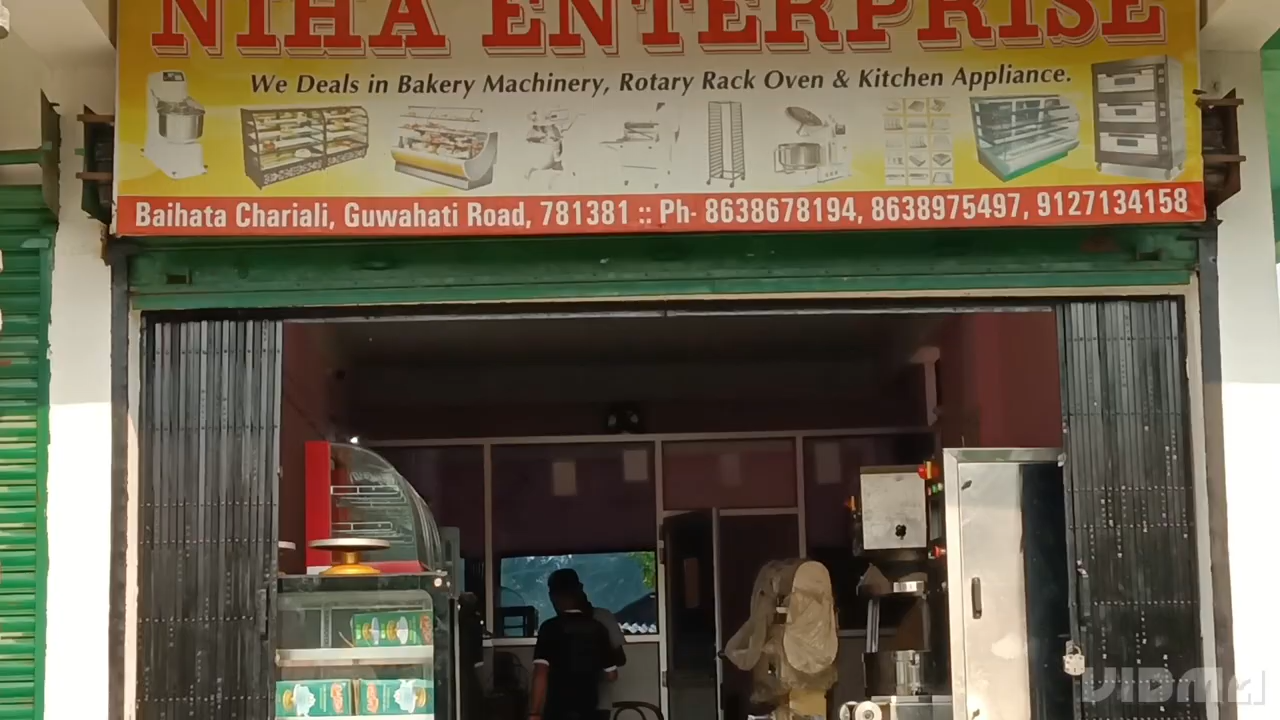 NIHA ENTERPRISE
We Deals in Bakery Machinery, Rotary Rack Oven & Kitchen Appliance.
Baihata Chariali, Guwahati Road, 781381 :: Ph- 8638678194, 8638975497, 9127134158
VIDMA